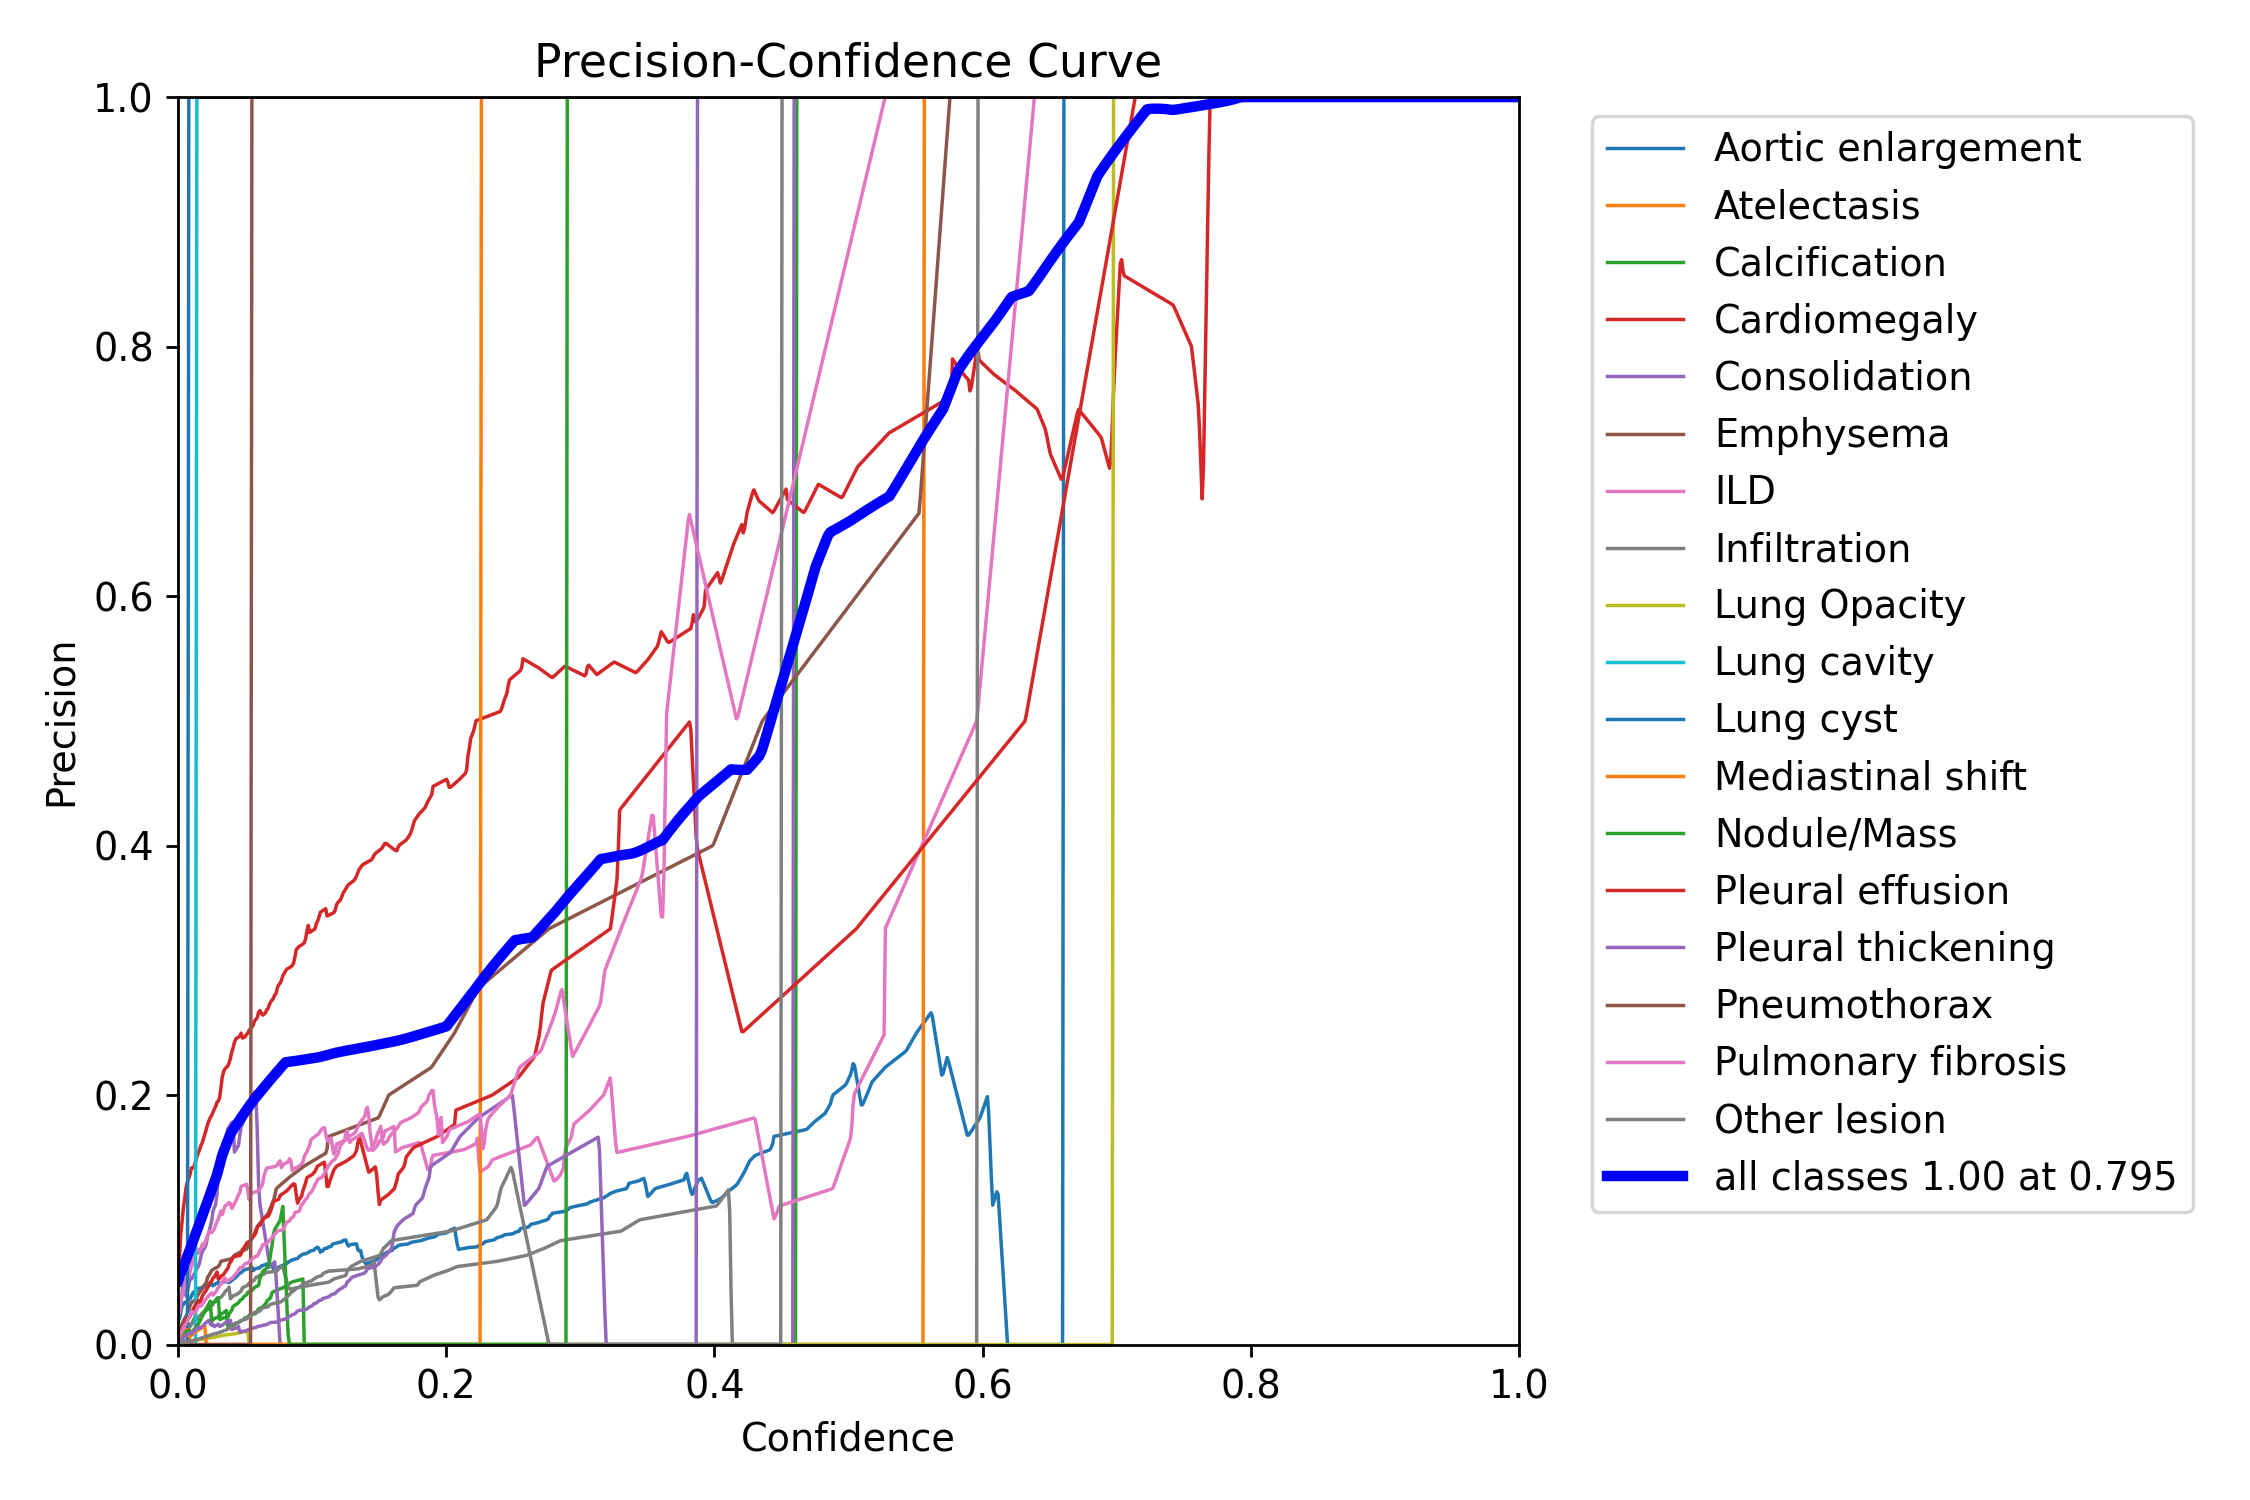 Precision-Confidence Curve
1.0
0.8
0.6
0.4
0.2
0.0
Precision
0.0 0.2 0.4 0.6 0.8 1.0
Confidence
Aortic enlargement
Atelectasis
Calcification
Cardiomegaly
Consolidation
Emphysema
ILD
Infiltration
Lung Opacity
Lung cavity
Lung cyst
Mediastinal shift
Nodule/Mass
Pleural effusion
Pleural thickening
Pneumothorax
Pulmonary fibrosis
Other lesion
all classes 1.00 at 0.795